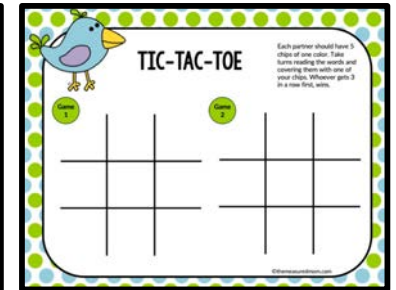 TIC-TAC-TOE
Each partner should have 5
chips of one color. Take
turns reading the words and
covering them with one of
your chips. Whoever gets 3
in a row first, wins.
Game
1
Game
2
©themeasuredmom.com